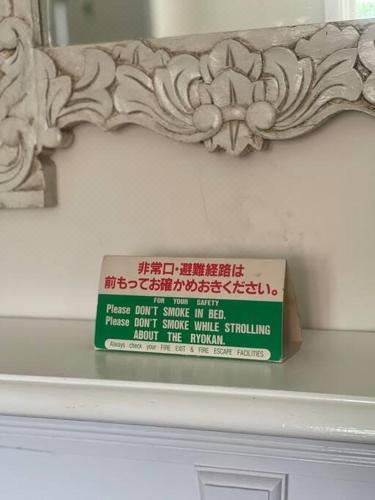 非常口・避難経路は
前もってお確かめおきください。
FOR YOUR SAFETY
Please DON'T SMOKE IN BED.
Please DON'T SMOKE WHILE STROLLING
ABOUT THE RYOKAN.
Always check your FIRE EXIT & FIRE ESCAPE FACILITIES